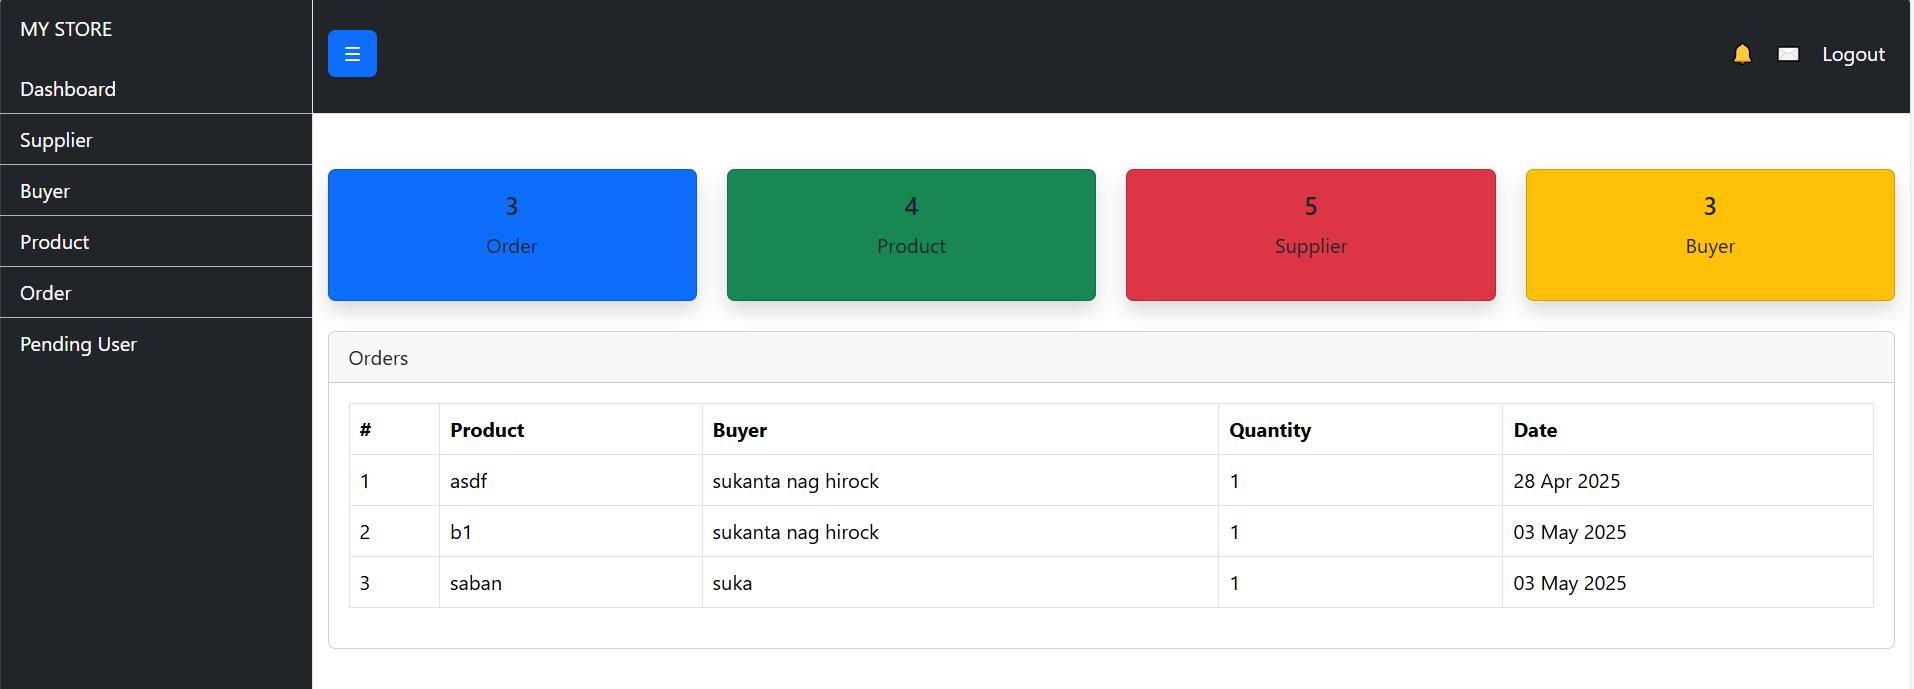 MY STORE
Dashboard
Supplier
Buyer
Product
Order
Pending User
☰
Logout
3
Order
4
Product
5
Supplier
3
Buyer
Orders
# Product Buyer Quantity Date
1 asdf sukanta nag hirock 1 28 Apr 2025
2 b1 sukanta nag hirock 1 03 May 2025
3 saban suka 1 03 May 2025